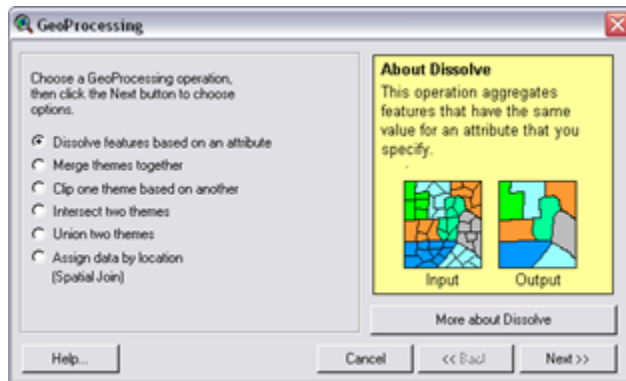 GeoProcessing
Choose a GeoProcessing operation,
then click the Next button to choose
options.
Dissolve features based on an attribute
Merge themes together
Clip one theme based on another
Intersect two themes
Union two themes
Assign data by location
(Spatial Join)
About Dissolve
This operation aggregates
features that have the same
value for an attribute that you
specify.
Input Output
More about Dissolve
Help... Cancel << Back Next >>